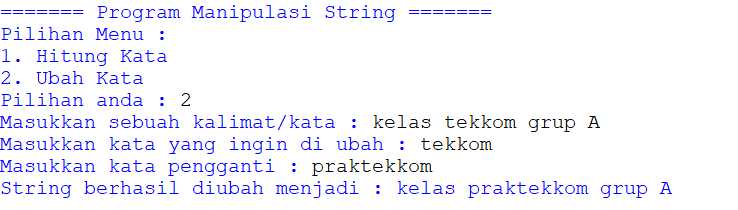 ======= Program Manipulasi String =======
Pilihan Menu :
1. Hitung Kata
2. Ubah Kata
Pilihan anda : 2
Masukkan sebuah kalimat/kata : kelas tekkom grup A
Masukkan kata yang ingin di ubah : tekkom
Masukkan kata pengganti : praktekkom
String berhasil diubah menjadi : kelas praktekkom grup A